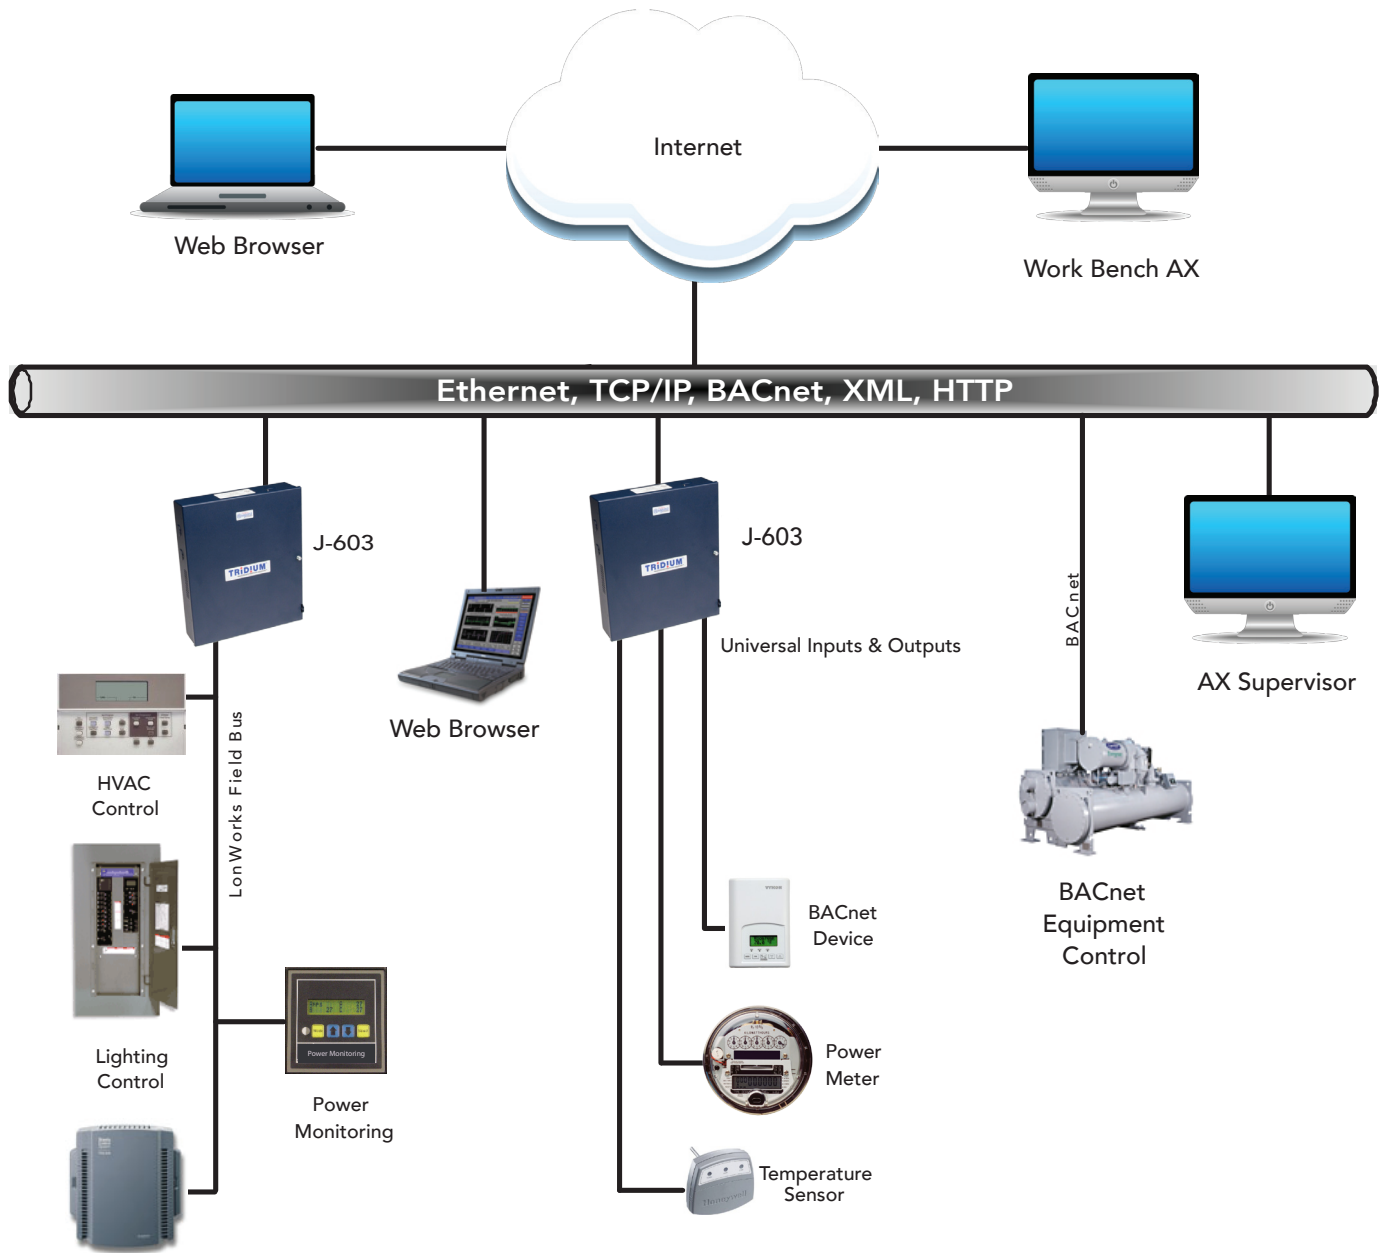 Internet
Web Browser
Work Bench AX
Ethernet, TCP/IP, BACnet, XML, HTTP
J-603
TRIDIUM
J-603
TRIDIUM
BACnet
Universal Inputs & Outputs
AX Supervisor
Web Browser
LonWorks Field Bus
HVAC
Control
BACnet
Device
BACnet
Equipment
Control
Power Monitoring
Lighting
Control
Power
Meter
Power
Monitoring
Temperature
Sensor
Honeywell